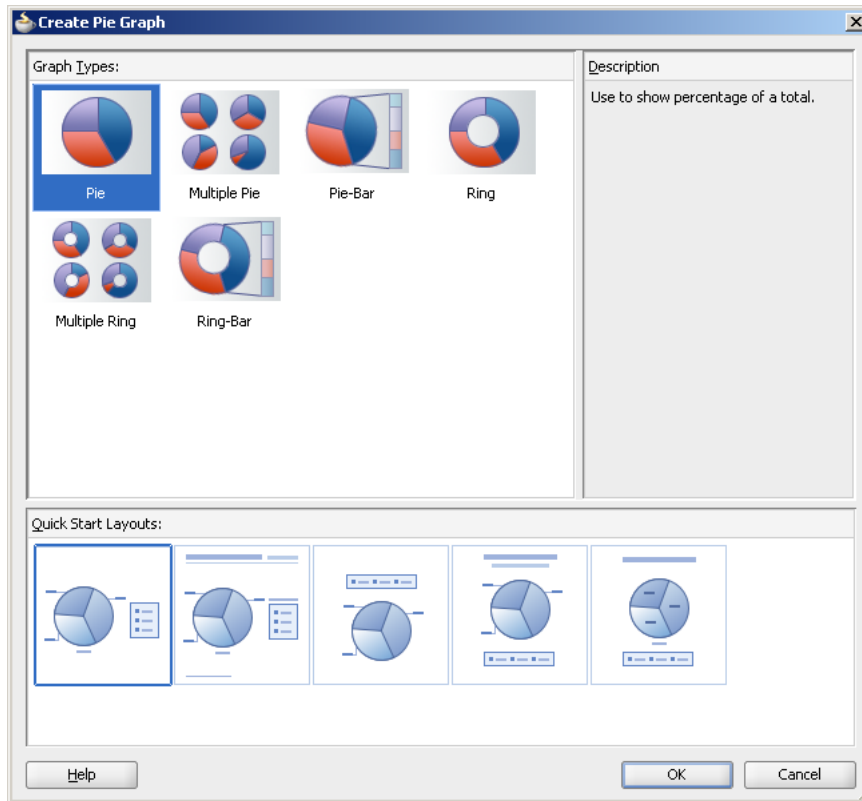 Create Pie Graph
Graph Types:
Description
Use to show percentage of a total.
Pie
Multiple Pie
Pie-Bar
Ring
Multiple Ring
Ring-Bar
Quick Start Layouts:
Help
OK
Cancel